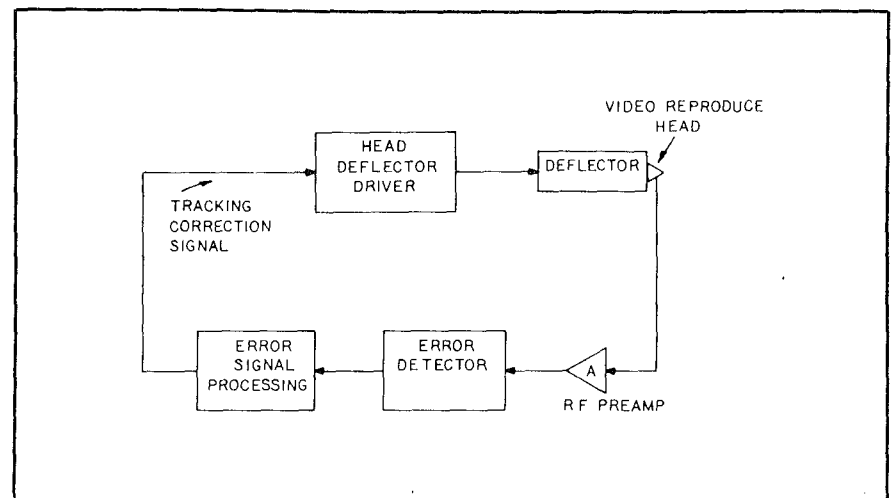 VIDEO REPRODUCE
HEAD
HEAD
DEFLECTOR
DRIVER
DEFLECTOR
TRACKING
CORRECTION
SIGNAL
ERROR
SIGNAL
PROCESSING
ERROR
DETECTOR
A
RF PREAMP